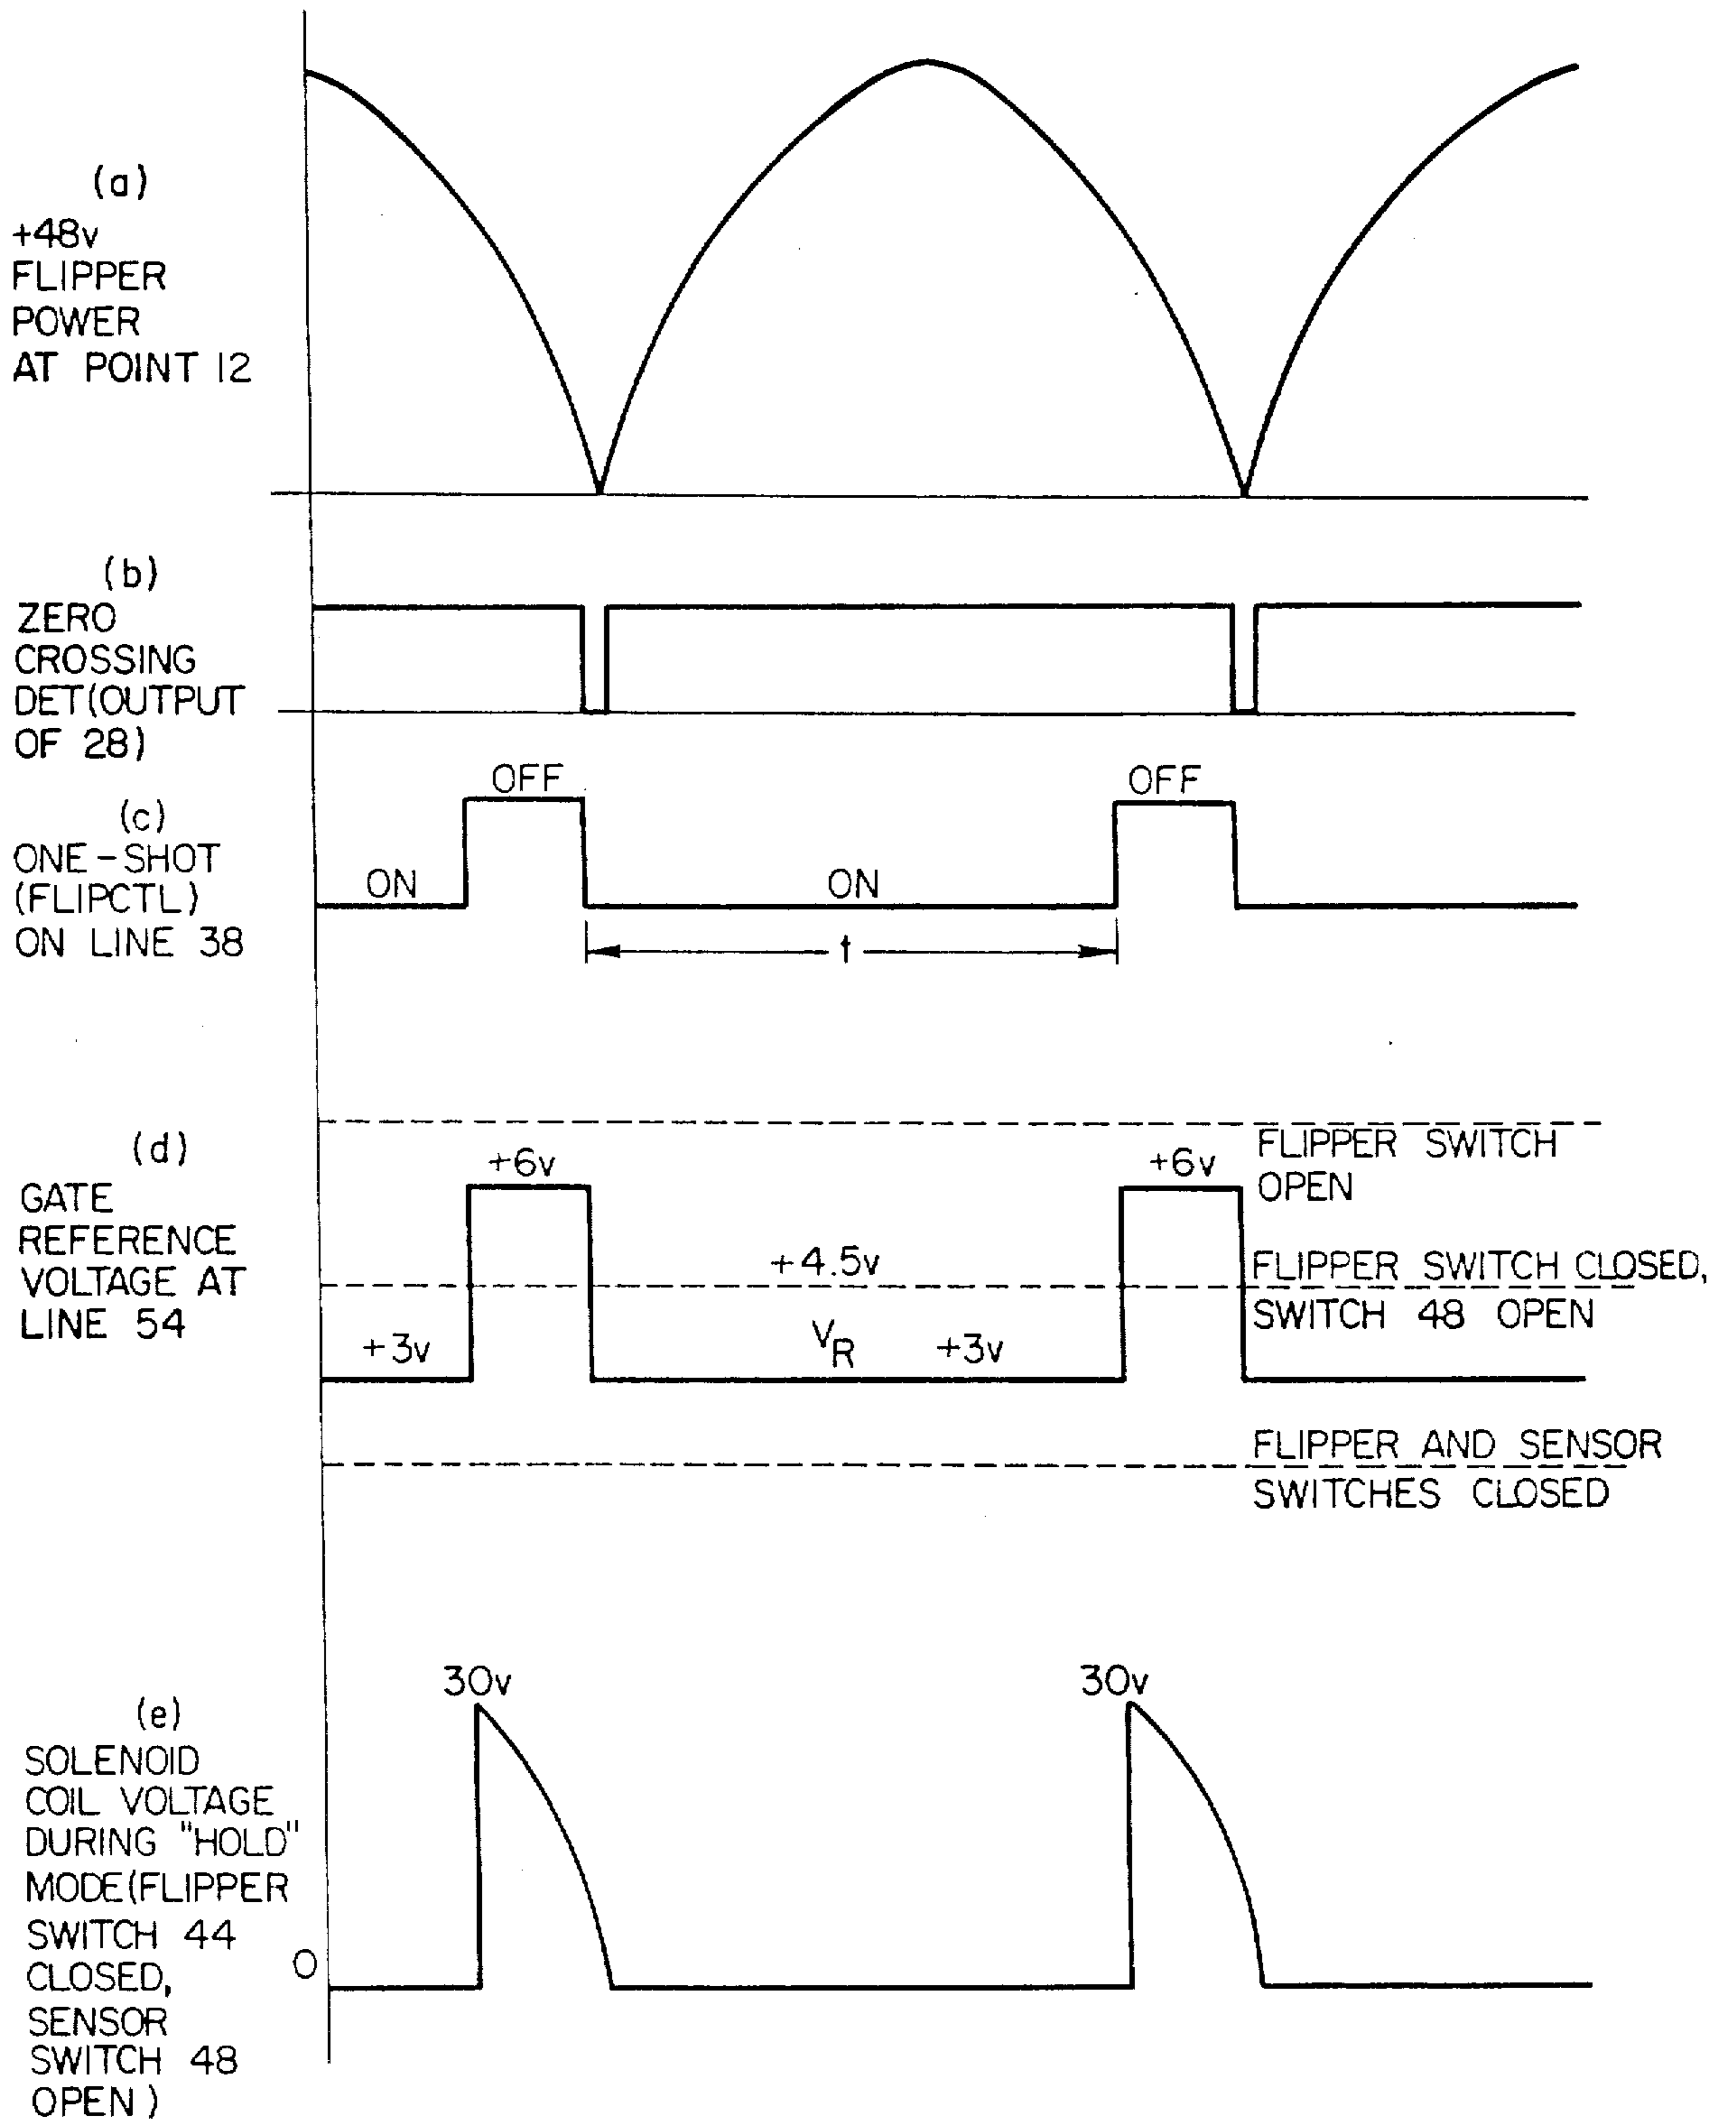 (a)
+48v
FLIPPER
POWER
AT POINT 12
(b)
ZERO
CROSSING
DET(OUTPUT
OF 28)
OFF
OFF
(c)
ONE-SHOT
(FLIPCTL)
ON LINE 38
ON
ON
t
(d)
GATE
REFERENCE
VOLTAGE AT
LINE 54
+6v
+6v
FLIPPER SWITCH
OPEN
+4.5v
FLIPPER SWITCH CLOSED,
SWITCH 48 OPEN
+3v
VR
+3v
FLIPPER AND SENSOR
SWITCHES CLOSED
30v
30v
(e)
SOLENOID
COIL VOLTAGE
DURING "HOLD"
MODE(FLIPPER
SWITCH 44
CLOSED,
SENSOR
SWITCH 48
OPEN)
0